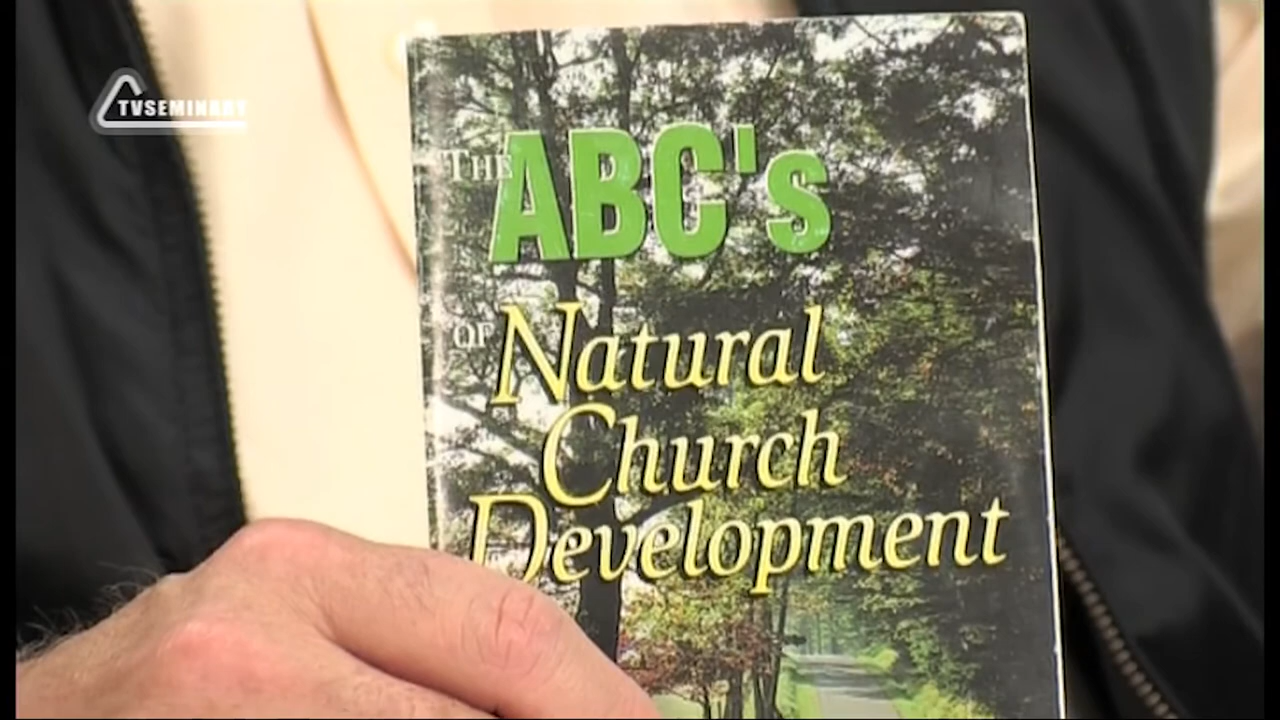 TVSEMINARY
THE ABC's
OF Natural
Church
Development